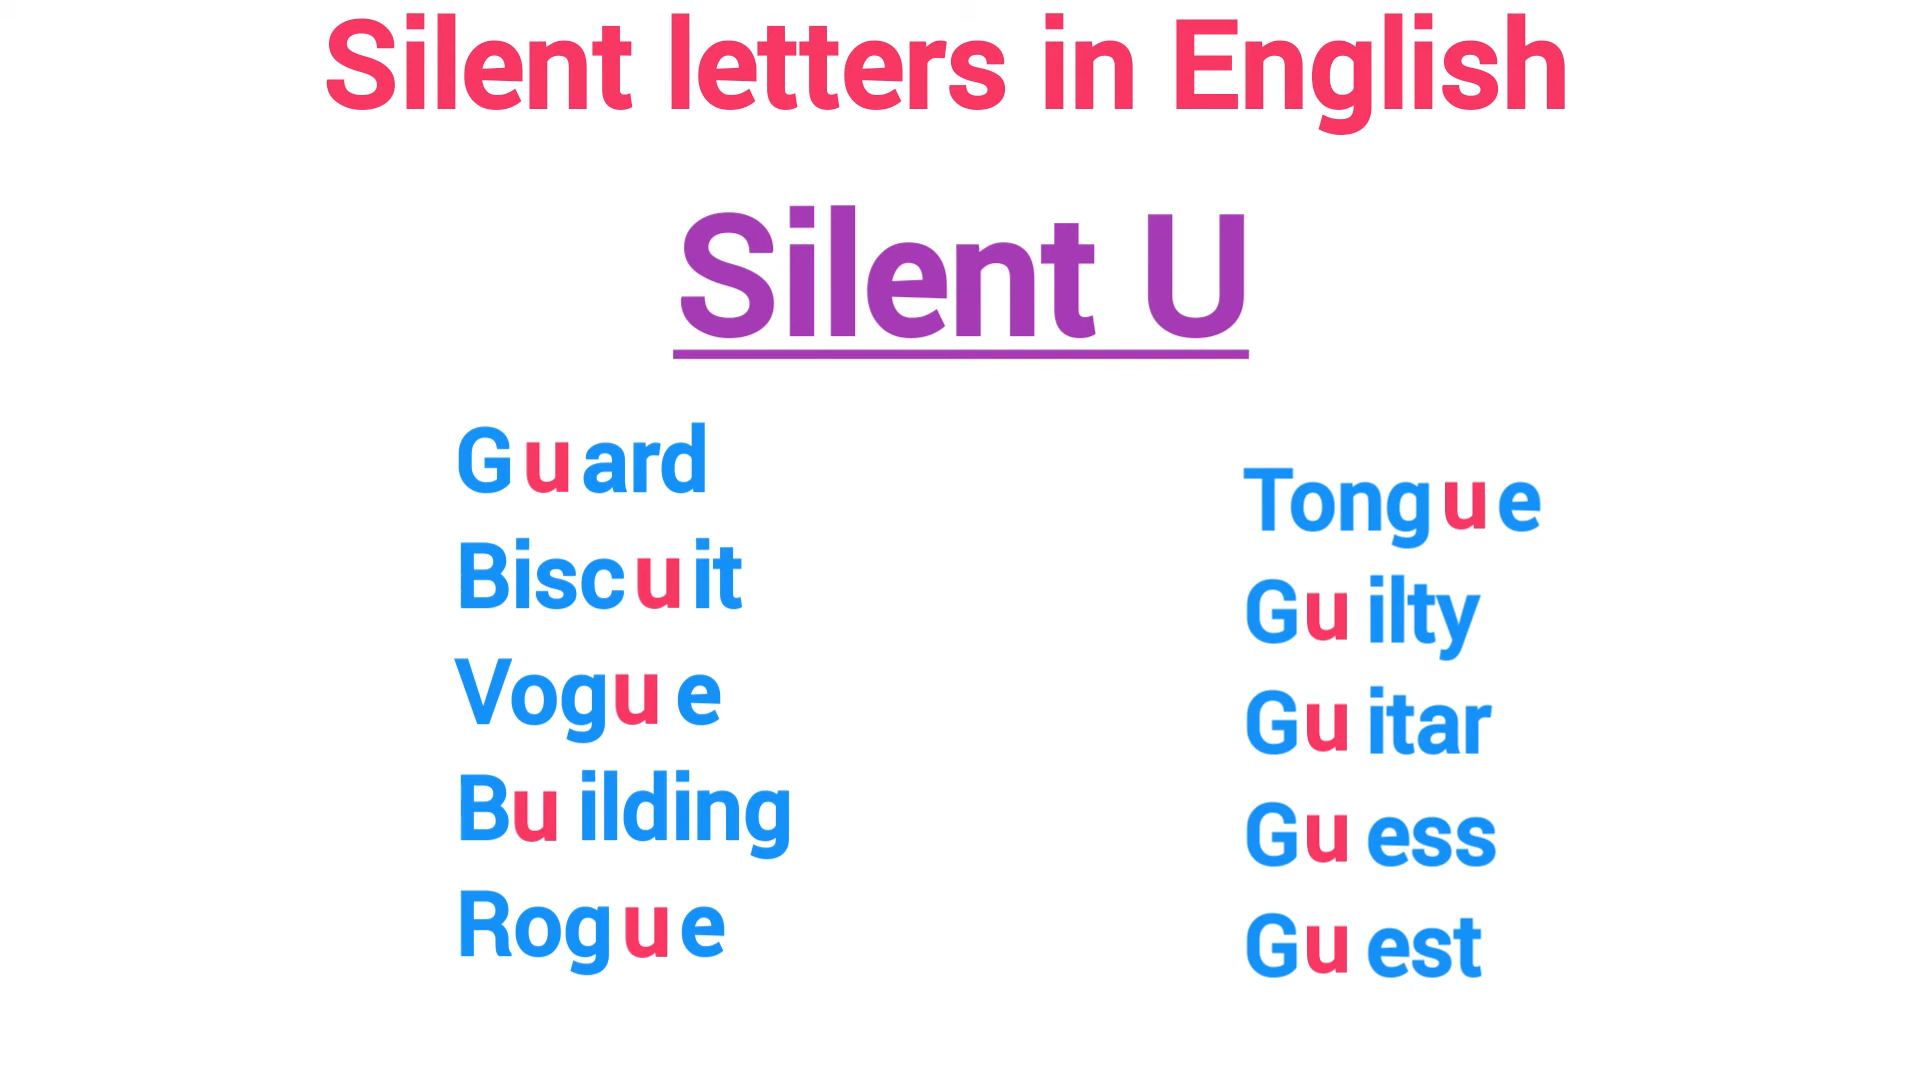 Silent letters in English
Silent U
Guard
Biscuit
Vogue
Building
Rogue
Tongue
Guilty
Guitar
Guess
Guest